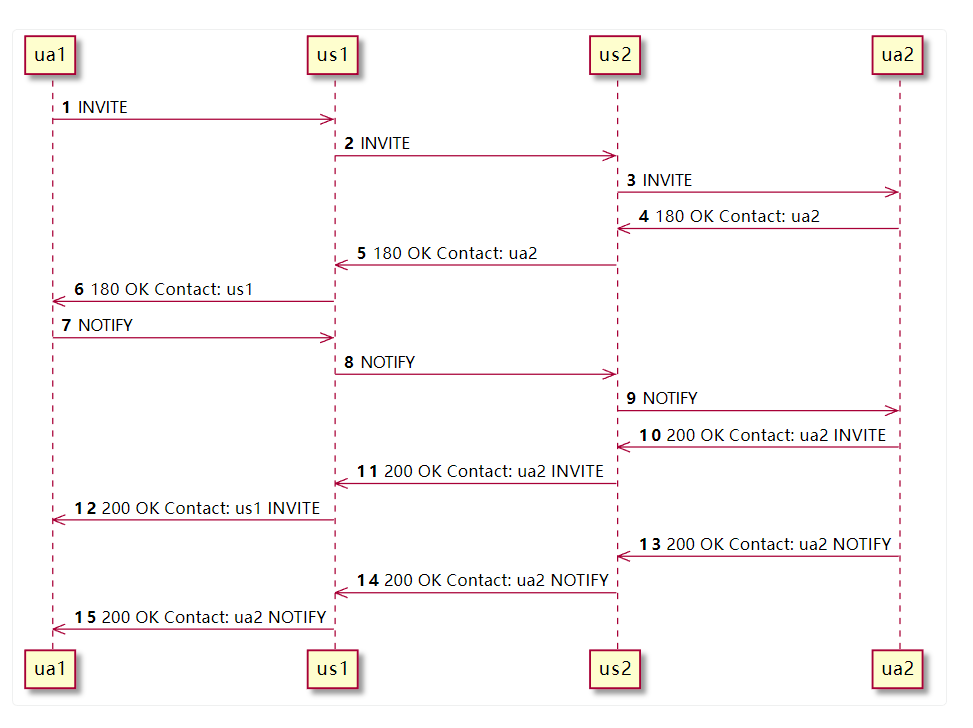 ua1 us1 us2 ua2
1 INVITE
2 INVITE
3 INVITE
4 180 OK Contact: ua2
5 180 OK Contact: ua2
6 180 OK Contact: us1
7 NOTIFY
8 NOTIFY
9 NOTIFY
10 200 OK Contact: ua2 INVITE
11 200 OK Contact: ua2 INVITE
12 200 OK Contact: us1 INVITE
13 200 OK Contact: ua2 NOTIFY
14 200 OK Contact: ua2 NOTIFY
15 200 OK Contact: ua2 NOTIFY
ua1 us1 us2 ua2